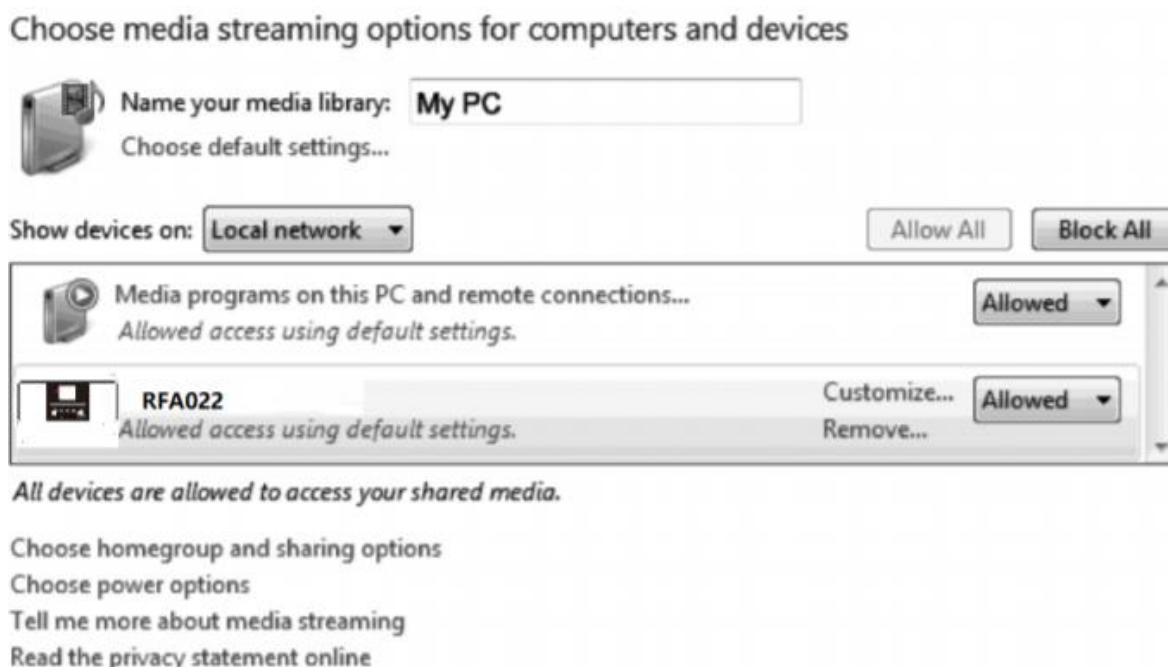 Choose media streaming options for computers and devices
Name your media library: My PC
Choose default settings...
Show devices on: Local network Allow All Block All
Media programs on this PC and remote connections... Allowed
Allowed access using default settings.
RFA022 Customize... Allowed
Allowed access using default settings. Remove...
All devices are allowed to access your shared media.
Choose homegroup and sharing options
Choose power options
Tell me more about media streaming
Read the privacy statement online